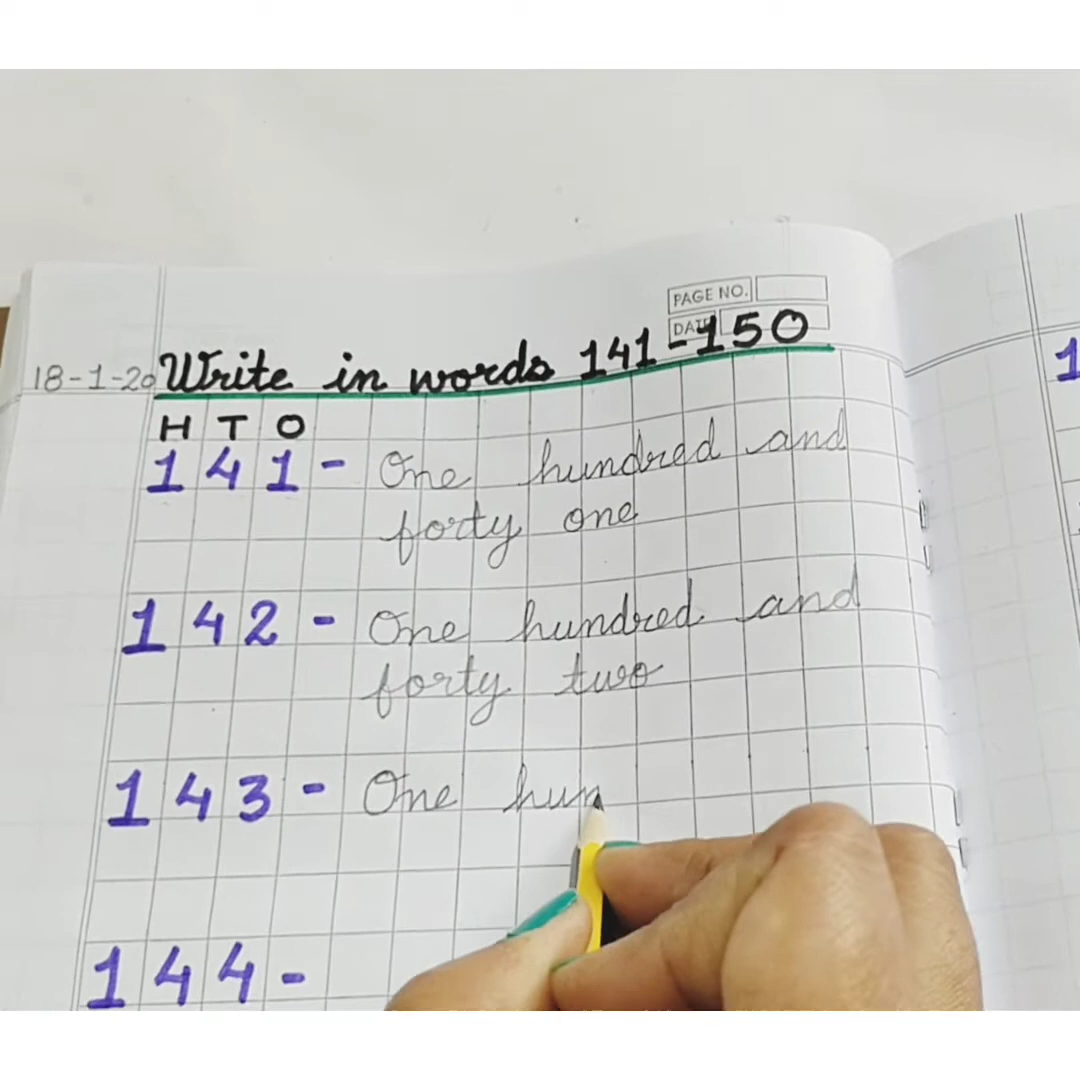 PAGE NO.
DATE
18-1-20 Write in words 141-150
H T O
141 - One hundred and
forty one
142 - One hundred and
forty two
143 - One hun
144 -
1